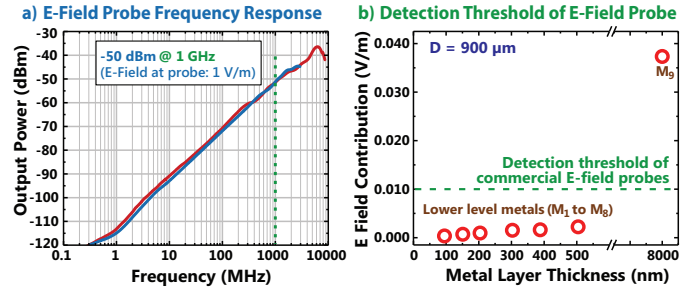 a) E-Field Probe Frequency Response
-50 dBm @ 1 GHz
(E-Field at probe: 1 V/m)
Output Power (dBm)
-30
-40
-50
-60
-70
-80
-90
-100
-110
-120
0.1
1
10
100
1000
10000
Frequency (MHz)
b) Detection Threshold of E-Field Probe
D = 900 μm
M9
Detection threshold of
commercial E-field probes
Lower level metals (M1 to M8)
E Field Contribution (V/m)
0.040
0.030
0.020
0.010
0.000
100
200
300
400
500
8000
Metal Layer Thickness (nm)